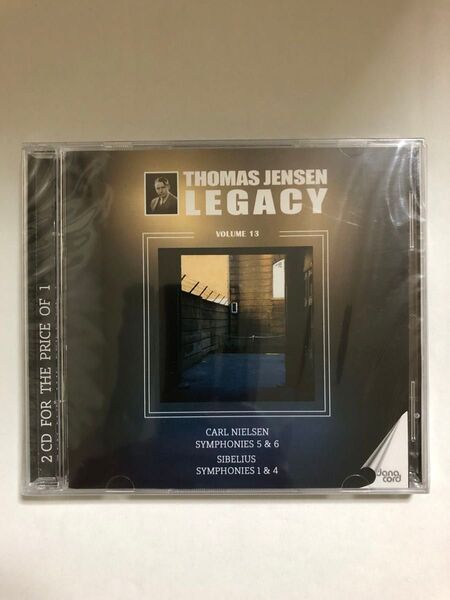 THOMAS JENSEN
LEGACY
VOLUME 13
CARL NIELSEN
SYMPHONIES 5 & 6
SIBELIUS
SYMPHONIES 1 & 4
2 CD FOR THE PRICE OF 1
dana
cord